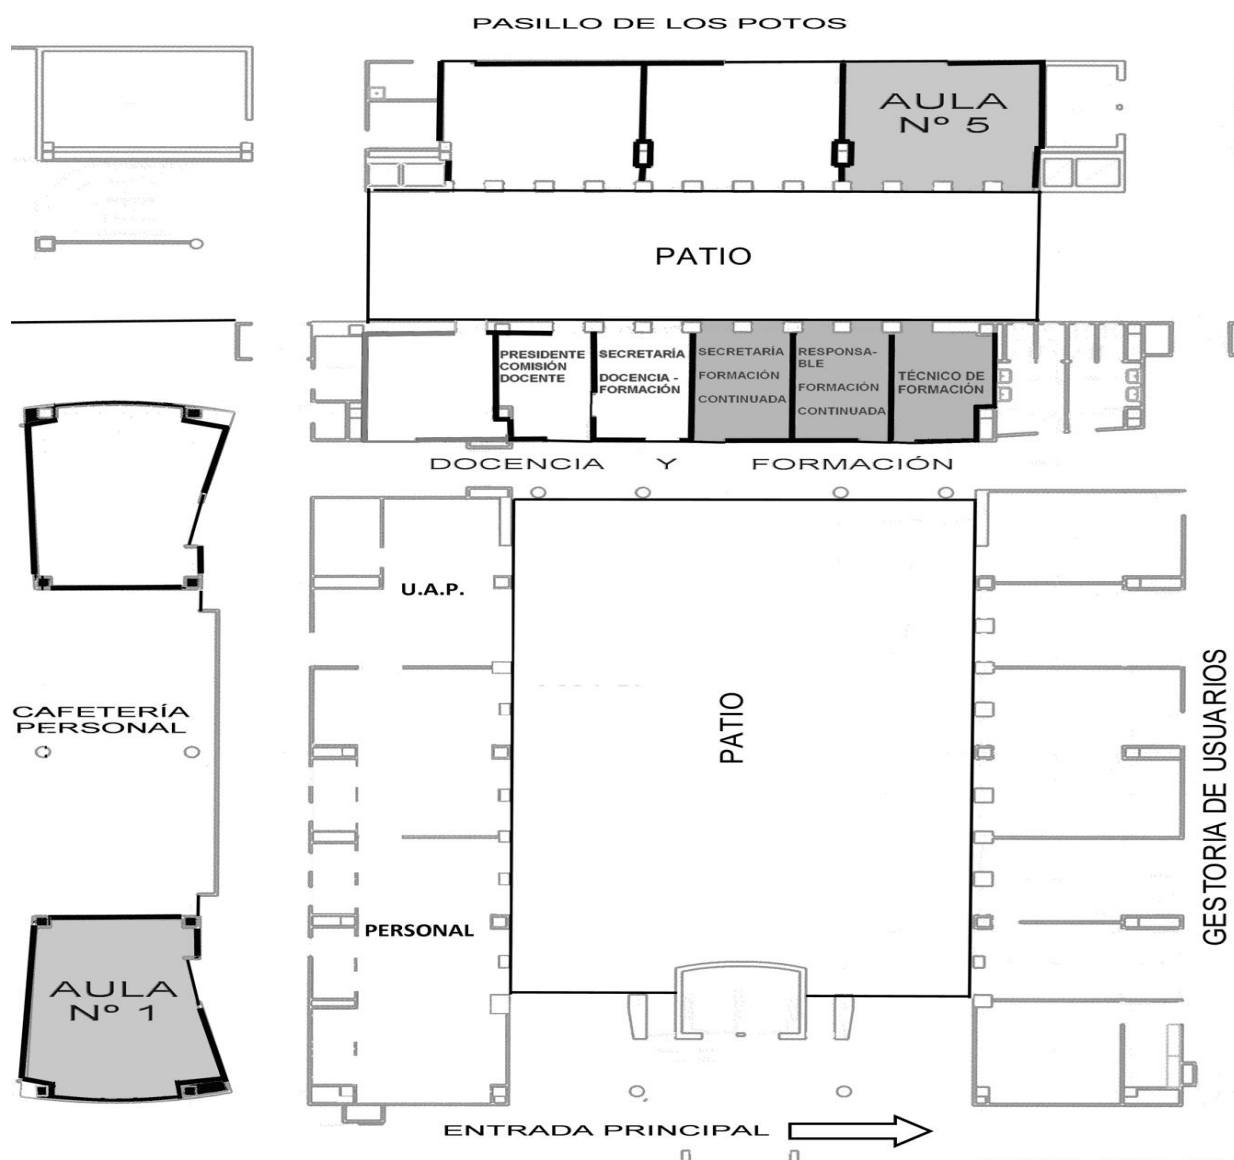 PASILLO DE LOS POTOS
AULA
Nº 5
PATIO
PRESIDENTE
COMISIÓN
DOCENTE
SECRETARÍA
DOCENCIA -
FORMACIÓN
SECRETARÍA
FORMACIÓN
CONTINUADA
RESPONSA-
BLE
FORMACIÓN
CONTINUADA
TÉCNICO DE
FORMACIÓN
DOCENCIA Y FORMACIÓN
U.A.P.
CAFETERÍA
PERSONAL
PATIO
GESTORIA DE USUARIOS
PERSONAL
AULA
Nº 1
ENTRADA PRINCIPAL